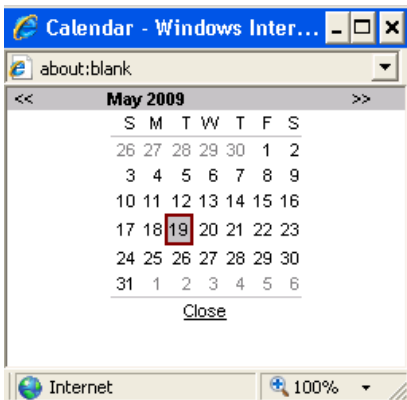 Calendar - Windows Inter...
about:blank
<< May 2009 >>
S M T W T F S
26 27 28 29 30 1 2
3 4 5 6 7 8 9
10 11 12 13 14 15 16
17 18 19 20 21 22 23
24 25 26 27 28 29 30
31 1 2 3 4 5 6
Close
Internet 100%